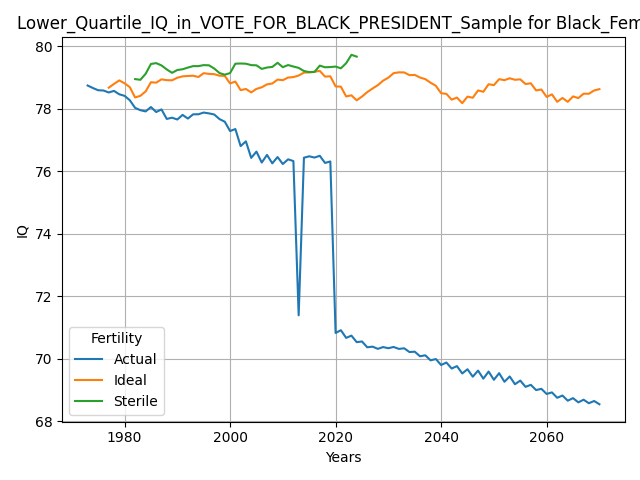 Lower_Quartile_IQ_in_VOTE_FOR_BLACK_PRESIDENT_Sample for Black_Fem
80
78
76
74
72
70
68
IQ
Fertility
Actual
Ideal
Sterile
1980
2000
2020
2040
2060
Years